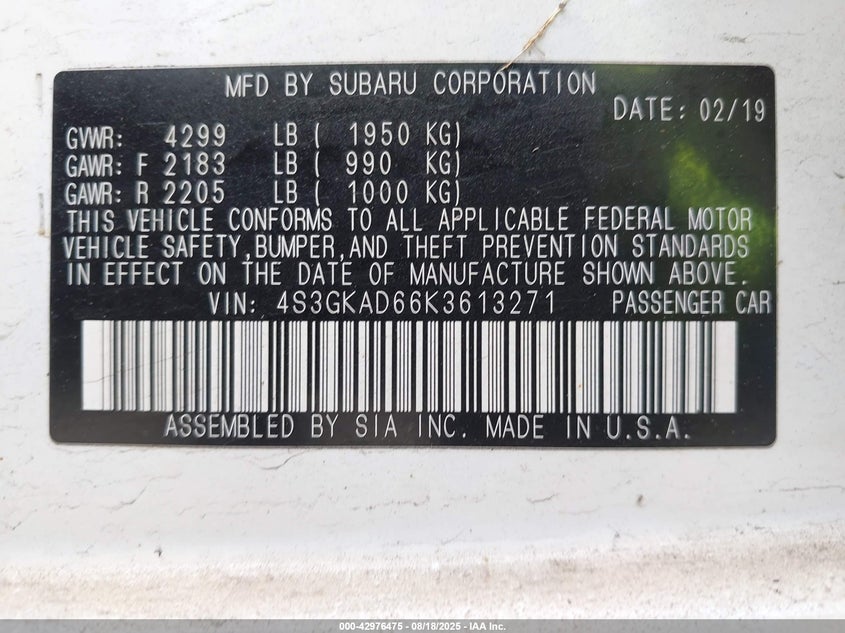 MFD BY SUBARU CORPORATION
DATE: 02/19
GVWR: 4299 LB ( 1950 KG)
GAWR: F 2183 LB ( 990 KG)
GAWR: R 2205 LB ( 1000 KG)
THIS VEHICLE CONFORMS TO ALL APPLICABLE FEDERAL MOTOR
VEHICLE SAFETY,BUMPER,AND THEFT PREVENTION STANDARDS
IN EFFECT ON THE DATE OF MANUFACTURE SHOWN ABOVE.
VIN: 4S3GKAD66K3613271 PASSENGER CAR
ASSEMBLED BY SIA INC. MADE IN U.S.A.
000-42976475 - 08/18/2025 - IAA Inc.